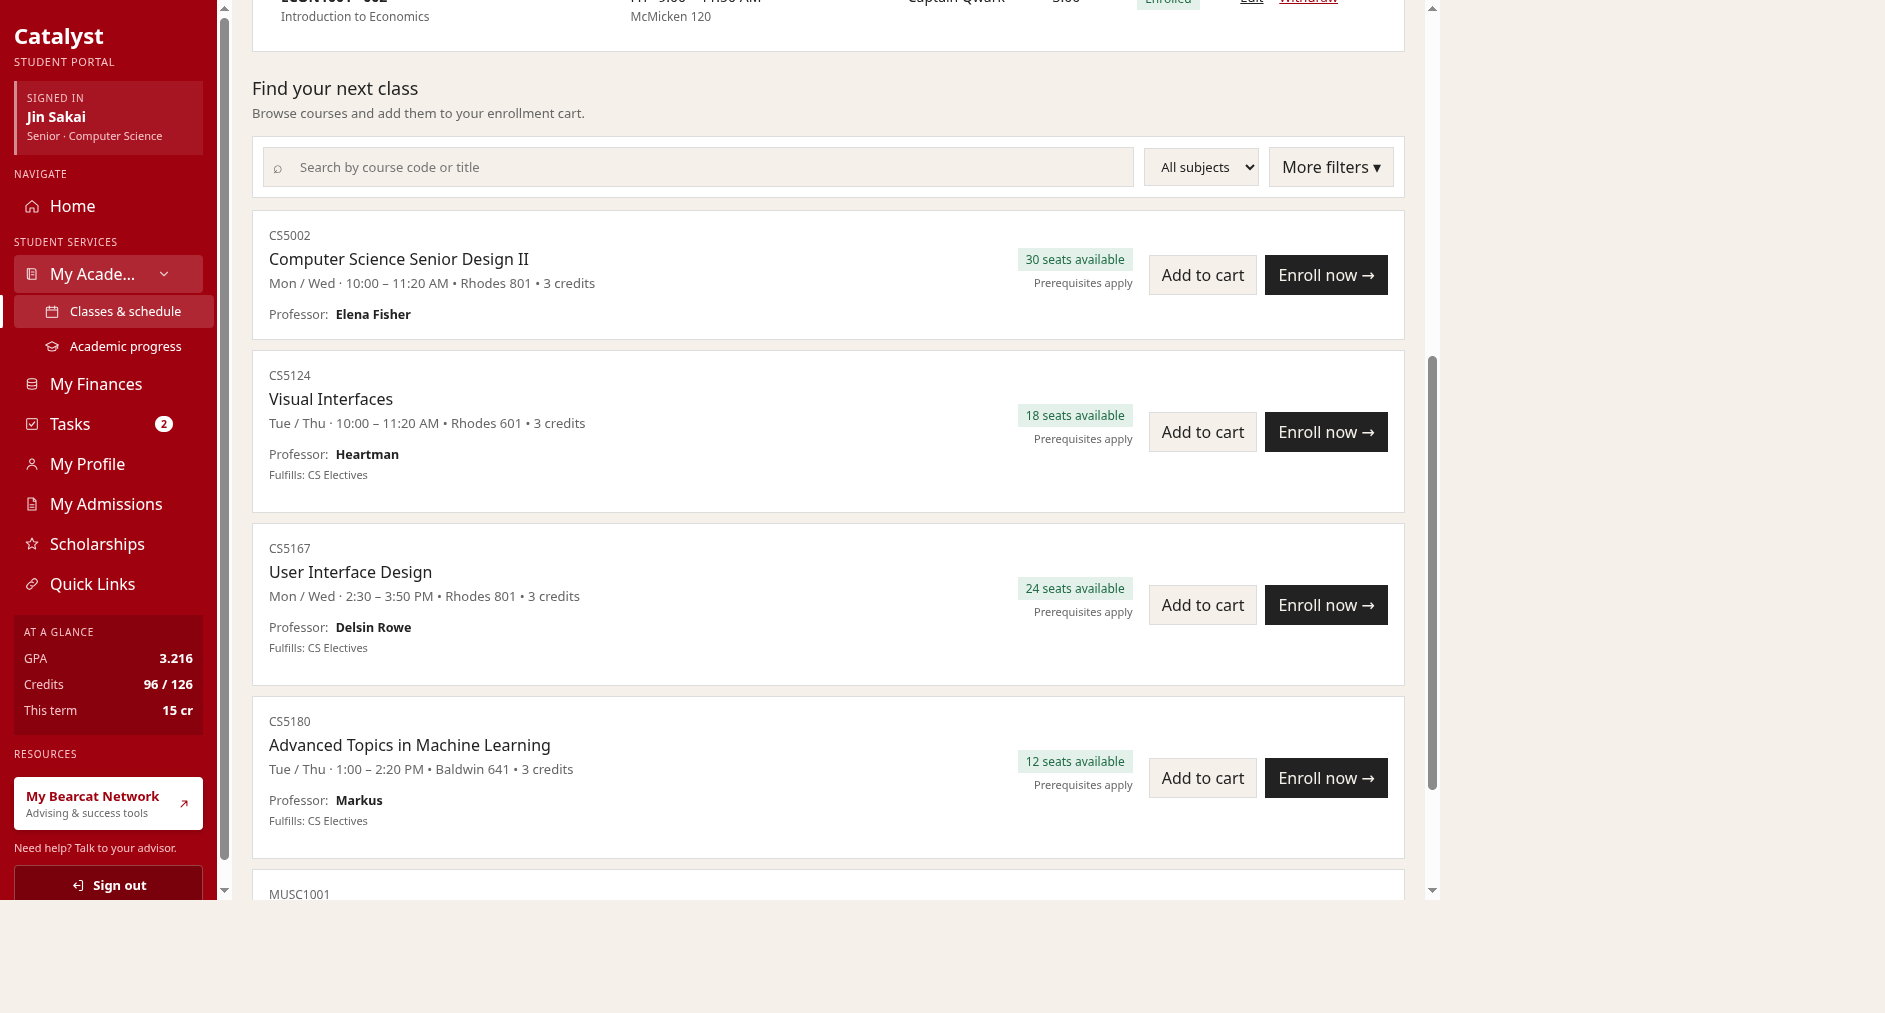 Catalyst
STUDENT PORTAL
SIGNED IN
Jin Sakai
Senior · Computer Science
NAVIGATE
Home
STUDENT SERVICES
My Acade...
Classes & schedule
Academic progress
My Finances
Tasks 2
My Profile
My Admissions
Scholarships
Quick Links
AT A GLANCE
GPA 3.216
Credits 96 / 126
This term 15 cr
RESOURCES
My Bearcat Network
Advising & success tools
Need help? Talk to your advisor.
Sign out
Captain Qwark Enrolled Edit Withdraw
Introduction to Economics McMicken 120
Find your next class
Browse courses and add them to your enrollment cart.
Search by course code or title All subjects More filters ▾
CS5002
Computer Science Senior Design II
Mon / Wed · 10:00 – 11:20 AM • Rhodes 801 • 3 credits
Professor: Elena Fisher
30 seats available
Prerequisites apply
Add to cart Enroll now →
CS5124
Visual Interfaces
Tue / Thu · 10:00 – 11:20 AM • Rhodes 601 • 3 credits
Professor: Heartman
Fulfills: CS Electives
18 seats available
Prerequisites apply
Add to cart Enroll now →
CS5167
User Interface Design
Mon / Wed · 2:30 – 3:50 PM • Rhodes 801 • 3 credits
Professor: Delsin Rowe
Fulfills: CS Electives
24 seats available
Prerequisites apply
Add to cart Enroll now →
CS5180
Advanced Topics in Machine Learning
Tue / Thu · 1:00 – 2:20 PM • Baldwin 641 • 3 credits
Professor: Markus
Fulfills: CS Electives
12 seats available
Prerequisites apply
Add to cart Enroll now →
MUSC1001